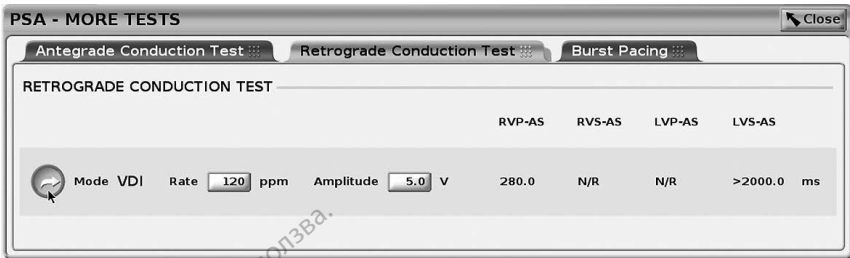 PSA - MORE TESTS
Close
Antegrade Conduction Test
Retrograde Conduction Test
Burst Pacing
RETROGRADE CONDUCTION TEST
RVP-AS RVS-AS LVP-AS LVS-AS
Mode VDI Rate 120 ppm Amplitude 5.0 V 280.0 N/R N/R >2000.0 ms